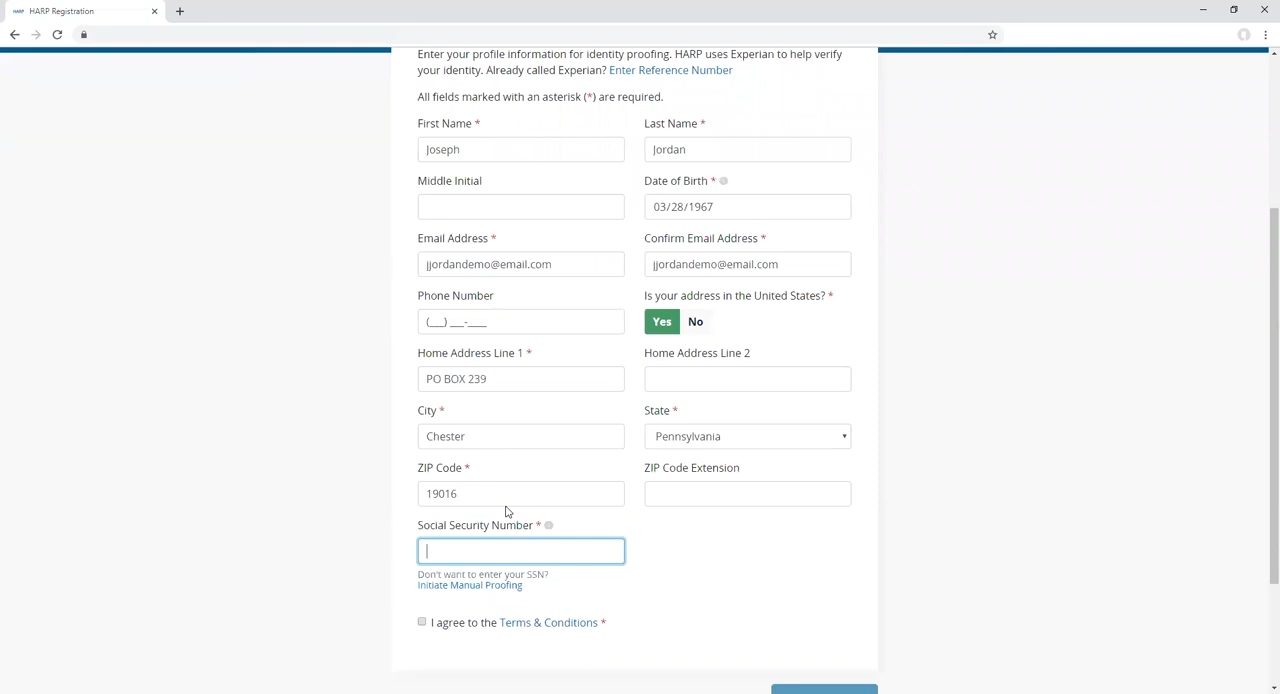 HARP HARP Registration
Enter your profile information for identity proofing. HARP uses Experian to help verify
your identity. Already called Experian? Enter Reference Number
All fields marked with an asterisk (*) are required.
First Name *
Last Name *
Joseph
Jordan
Middle Initial
Date of Birth *
03/28/1967
Email Address *
Confirm Email Address *
jjordandemo@email.com
jjordandemo@email.com
Phone Number
Is your address in the United States? *
(___) ___-____
Yes No
Home Address Line 1 *
Home Address Line 2
PO BOX 239
City *
State *
Chester
Pennsylvania
ZIP Code *
ZIP Code Extension
19016
Social Security Number *
Don't want to enter your SSN?
Initiate Manual Proofing
I agree to the Terms & Conditions *